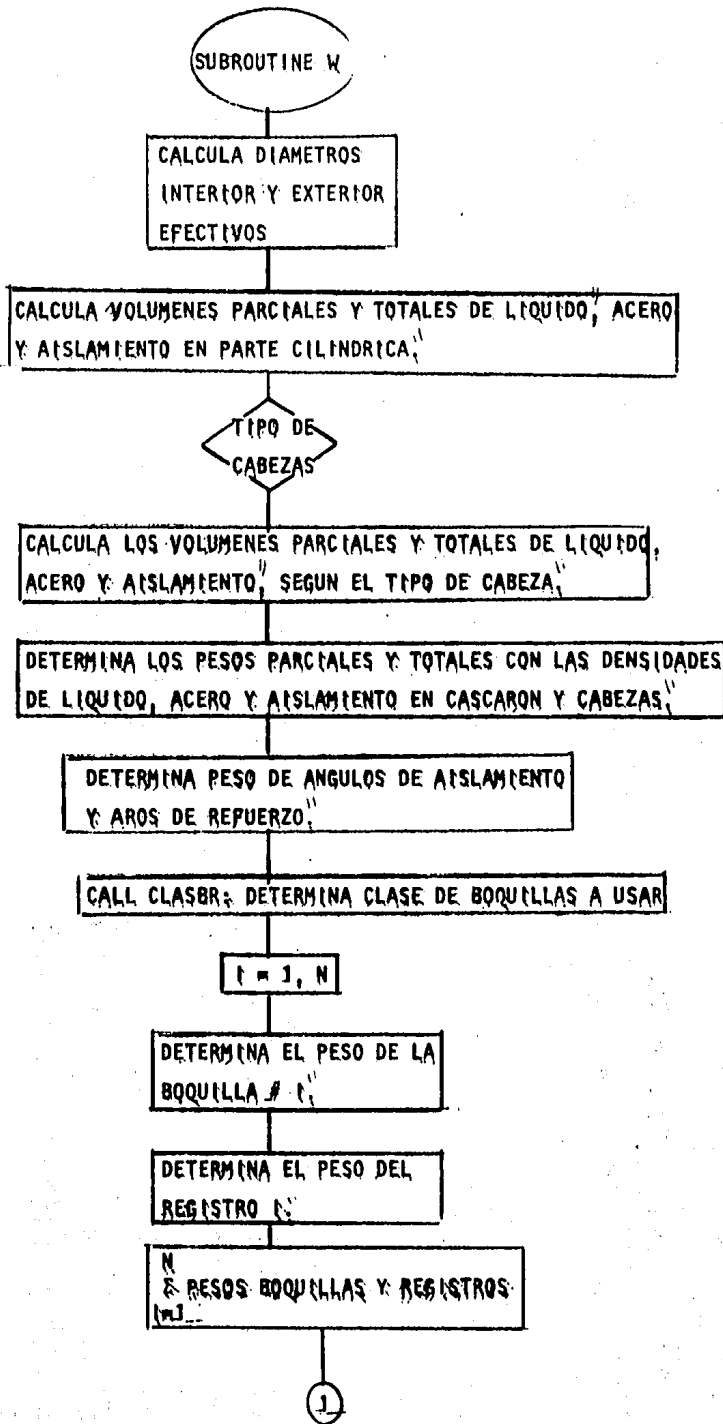 SUBROUTINE W
CALCULA DIAMETROS
INTERIOR Y EXTERIOR
EFECTIVOS
CALCULA VOLUMENES PARCIALES Y TOTALES DE LIQUIDO, ACERO
Y AISLAMIENTO EN PARTE CILINDRICA.
TIPO DE
CABEZAS
CALCULA LOS VOLUMENES PARCIALES Y TOTALES DE LIQUIDO,
ACERO Y AISLAMIENTO, SEGUN EL TIPO DE CABEZA.
DETERMINA LOS PESOS PARCIALES Y TOTALES CON LAS DENSIDADES
DE LIQUIDO, ACERO Y AISLAMIENTO EN CASCARON Y CABEZAS.
DETERMINA PESO DE ANGULOS DE AISLAMIENTO
Y AROS DE REFUERZO.
CALL CLASBR: DETERMINA CLASE DE BOQUILLAS A USAR
I = 1, N
DETERMINA EL PESO DE LA
BOQUILLA # I.
DETERMINA EL PESO DEL
REGISTRO I.
N
Σ PESOS BOQUILLAS Y REGISTROS
I=1
1